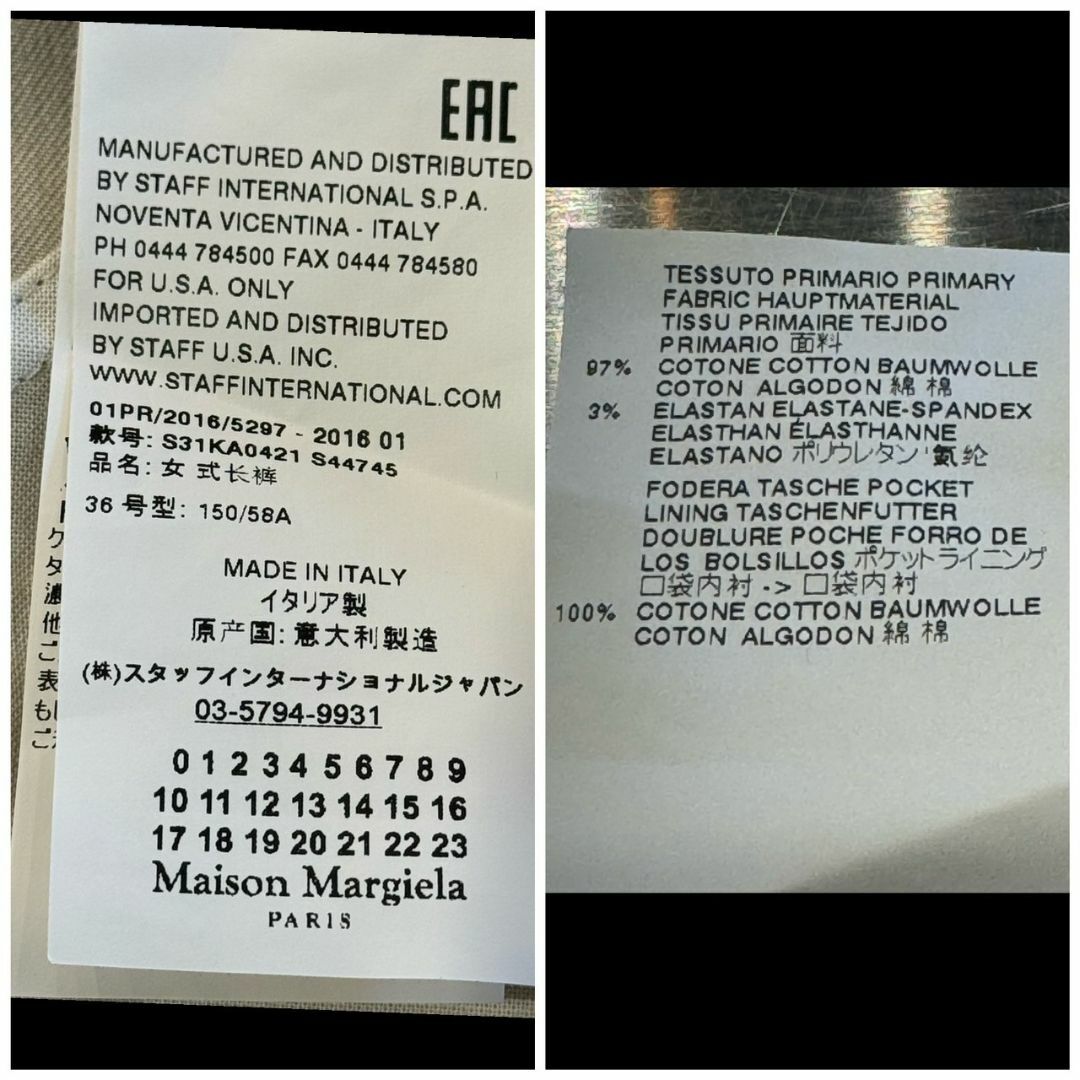 EAC
MANUFACTURED AND DISTRIBUTED
BY STAFF INTERNATIONAL S.P.A.
NOVENTA VICENTINA - ITALY
PH 0444 784500 FAX 0444 784580
FOR U.S.A. ONLY
IMPORTED AND DISTRIBUTED
BY STAFF U.S.A. INC.
WWW.STAFFINTERNATIONAL.COM
01PR/2016/5297 - 2016 01
款号: S31KA0421 S44745
品名: 女 式长裤
36 号型: 150/58A
MADE IN ITALY
イタリア製
原产国: 意大利製造
(株)スタッフインターナショナルジャパン
03-5794-9931
0 1 2 3 4 5 6 7 8 9
10 11 12 13 14 15 16
17 18 19 20 21 22 23
Maison Margiela
PARIS
ケ
タ
濃
他
ご
表
も
ご
TESSUTO PRIMARIO PRIMARY
FABRIC HAUPTMATERIAL
TISSU PRIMAIRE TEJIDO
PRIMARIO 面料
97% COTONE COTTON BAUMWOLLE
COTON ALGODON 綿 棉
3% ELASTAN ELASTANE-SPANDEX
ELASTHAN ÉLASTHANNE
ELASTANO ポリウレタン 氨纶
FODERA TASCHE POCKET
LINING TASCHENFUTTER
DOUBLURE POCHE FORRO DE
LOS BOLSILLOS ポケットライニング
口袋内衬 -> 口袋内衬
100% COTONE COTTON BAUMWOLLE
COTON ALGODON 綿 棉